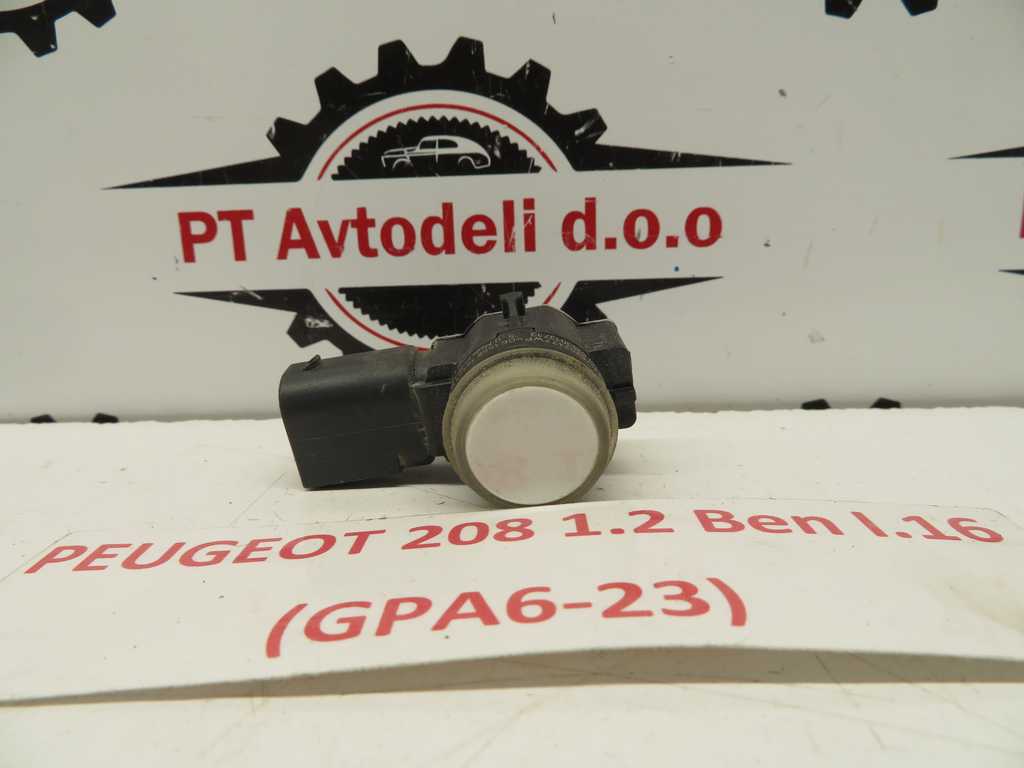 PT Avtodeli d.o.o
PEUGEOT 208 1.2 Ben l.16
(GPA6-23)